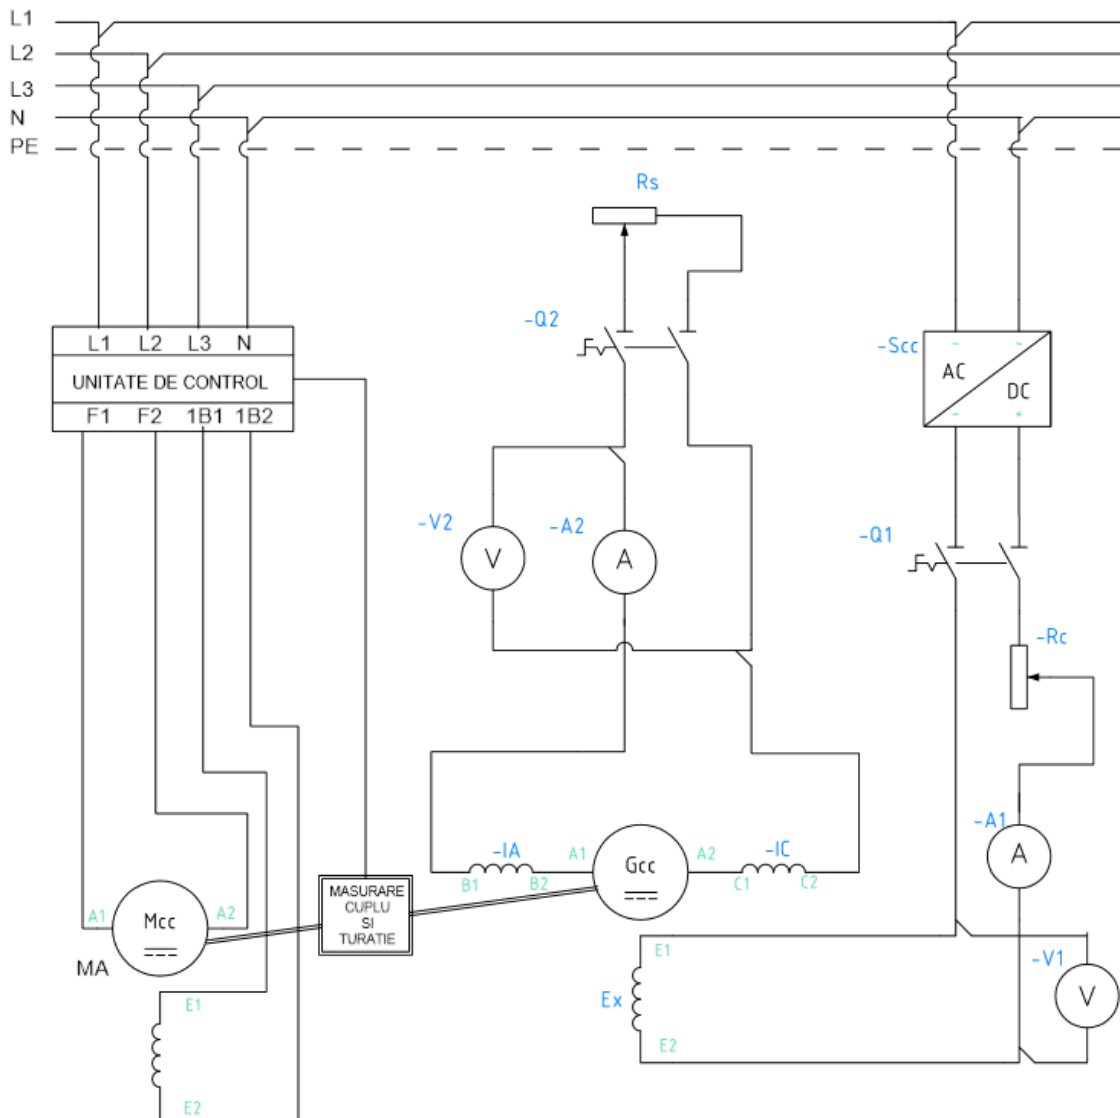 L1
L2
L3
N
PE
Rs
-Q2
-Scc
~ ~
AC
DC
- +
L1 L2 L3 N
UNITATE DE CONTROL
F1 F2 1B1 1B2
-V2
V
-A2
A
-Q1
-Rc
-A1
A
-IA
B1 B2
A1
Gcc
A2
-IC
C1 C2
MASURARE
CUPLU
SI
TURATIE
A1
Mcc
A2
MA
E1
E2
E1
Ex
E2
-V1
V